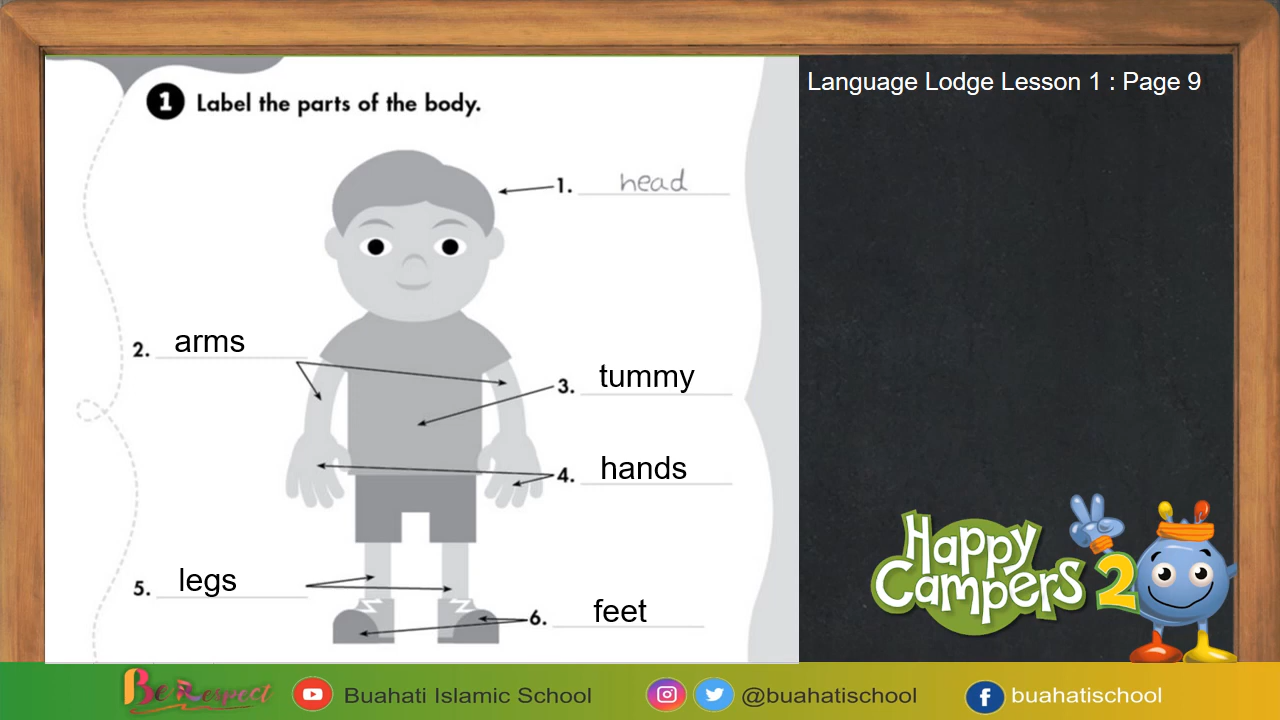 Language Lodge Lesson 1 : Page 9
1 Label the parts of the body.
1. head
2. arms
3. tummy
4. hands
5. legs
6. feet
Happy
Campers 2
Be Respect
Buahati Islamic School
@buahatischool
buahatischool